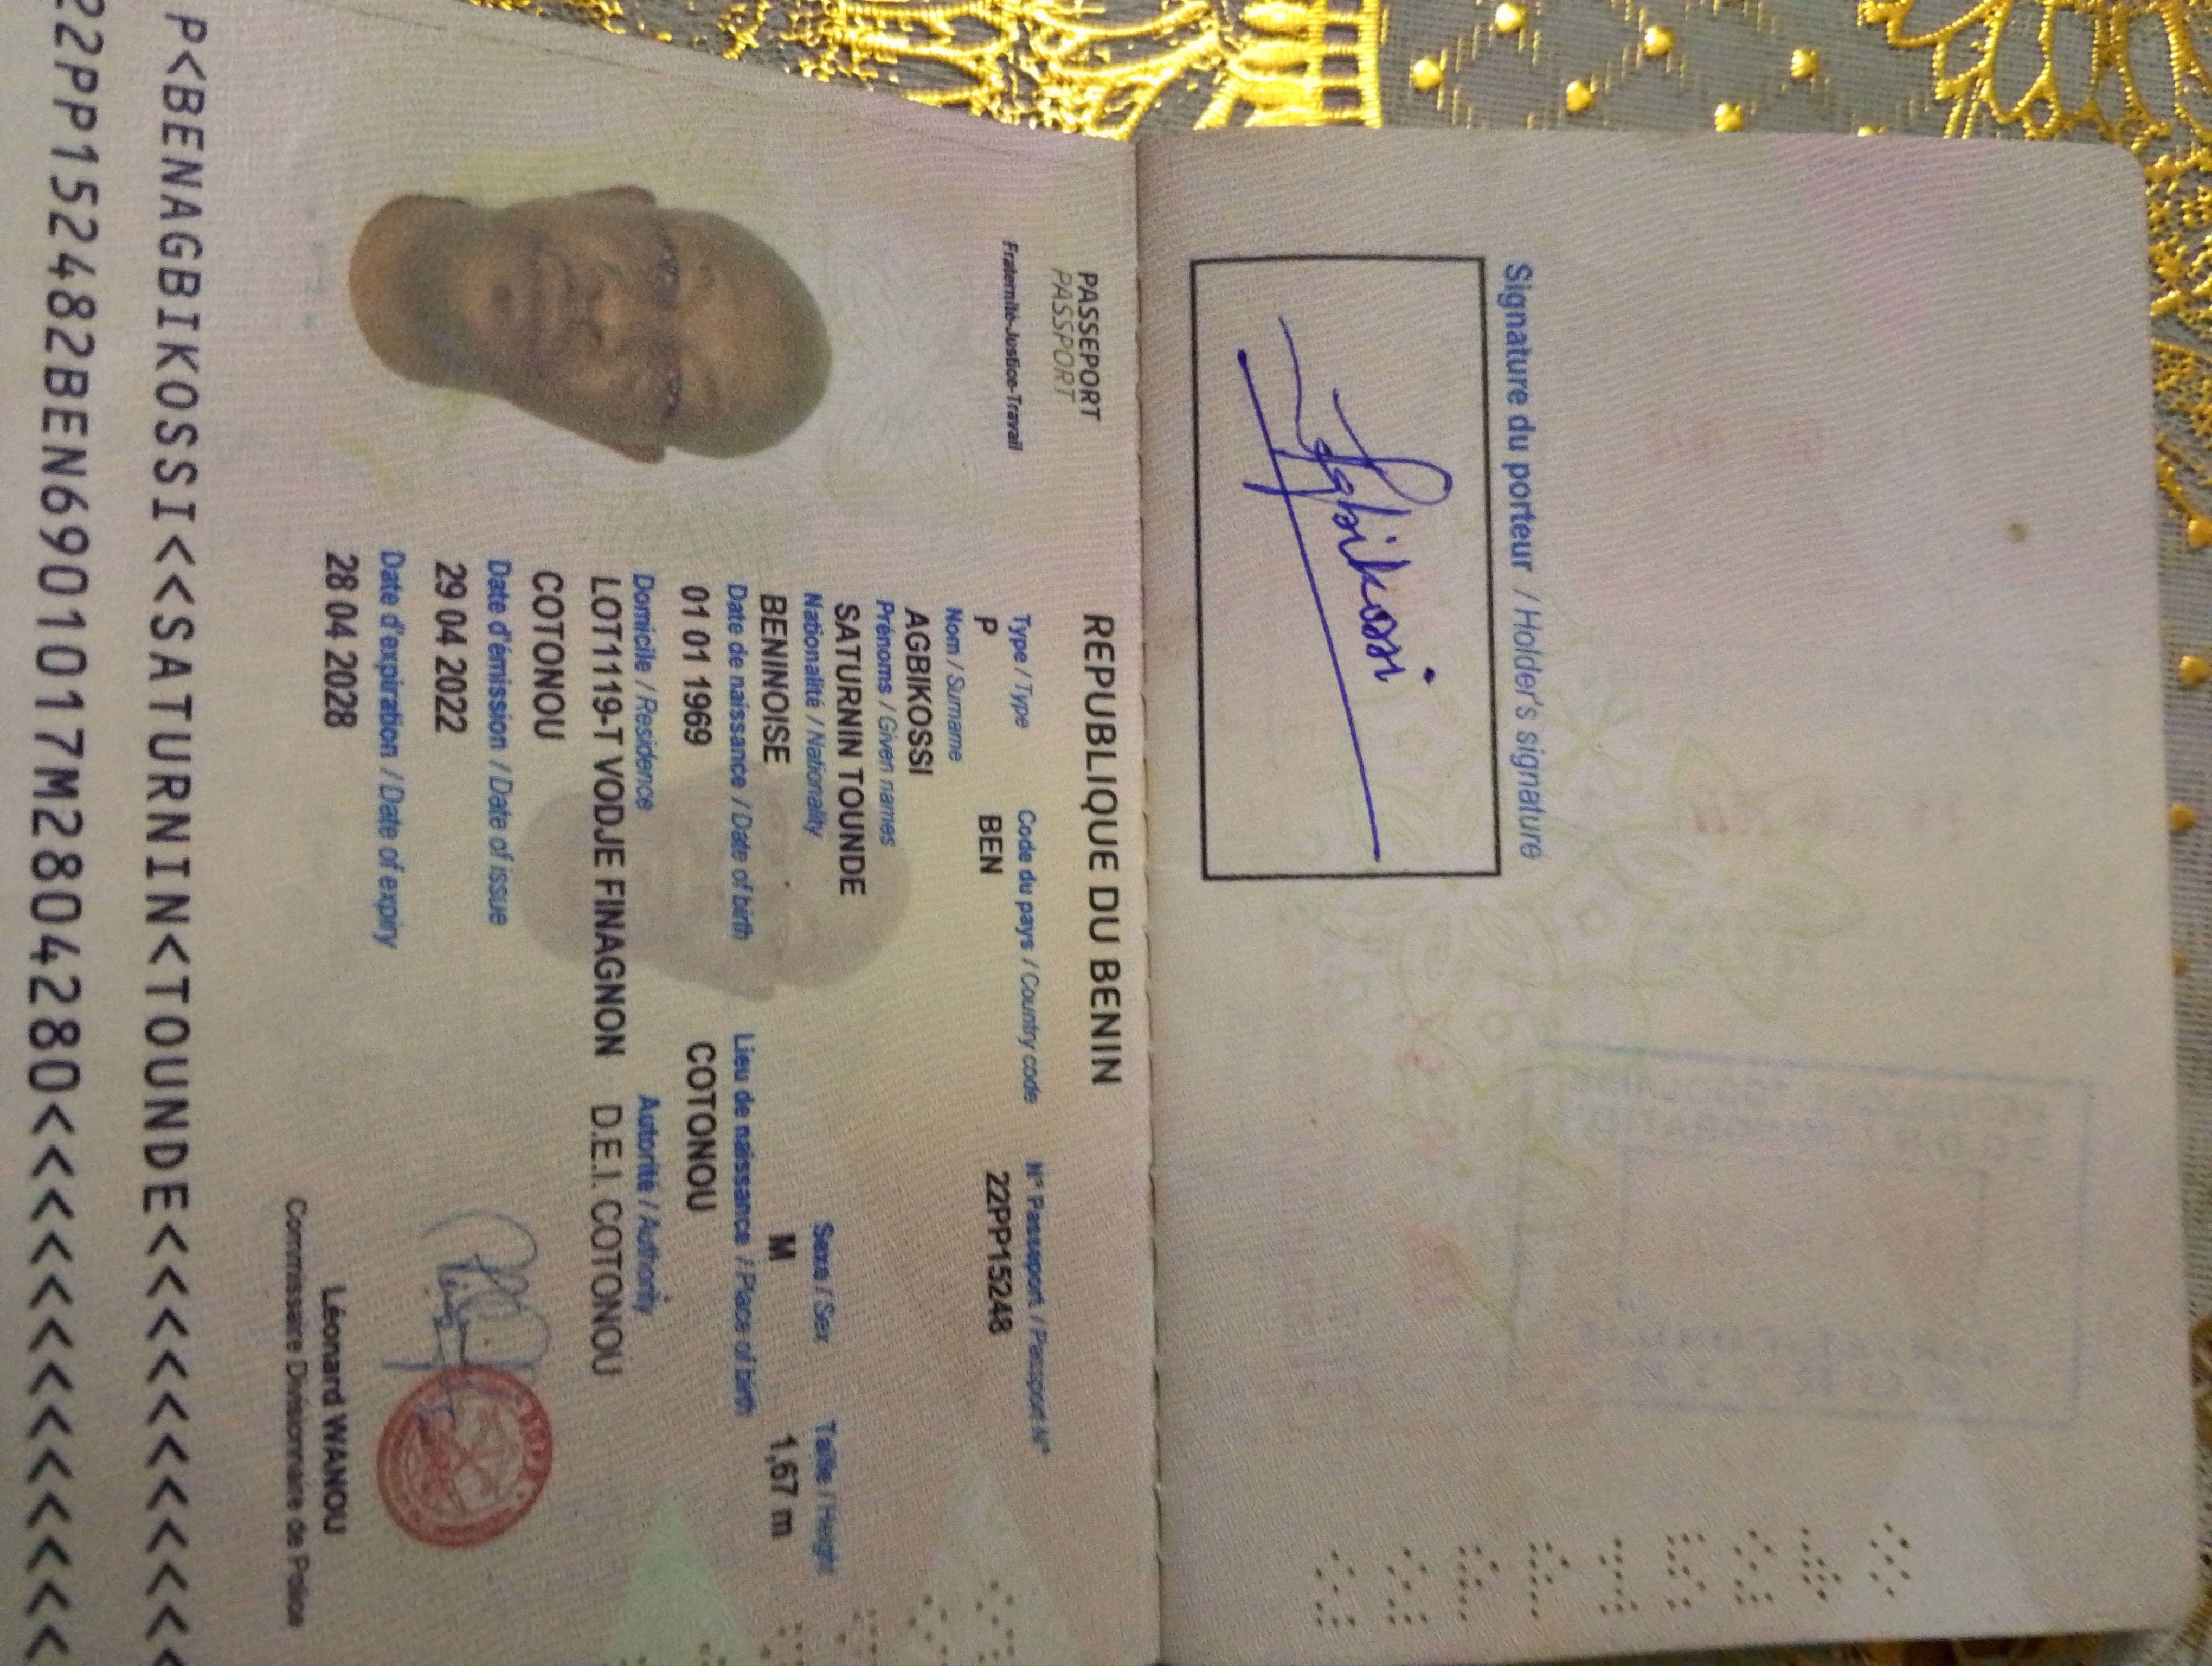 Signature du porteur / Holder's signature
Agbikossi
22PP15248
REPUBLIQUE DU BENIN
PASSEPORT
PASSPORT
Fraternité-Justice-Travail
Type / Type Code du pays / Country code N° Passeport / Passport N°
P BEN 22PP15248
Nom / Surname
AGBIKOSSI
Prénoms / Given names
SATURNIN TOUNDE
Nationalité / Nationality Sexe / Sex Taille / Height
BENINOISE M 1,67 m
Date de naissance / Date of birth Lieu de naissance / Place of birth
01 01 1969 COTONOU
Domicile / Residence Autorité / Authority
LOT1119-T VODJE FINAGNON D.E.I. COTONOU
COTONOU
Date d'émission / Date of issue
29 04 2022
Date d'expiration / Date of expiry
28 04 2028
Léonard WANOU
Commissaire Divisionnaire de Police
P<BENAGBIKOSSI<<SATURNIN<TOUNDE<<<<<<<<<
22PP152482BEN6901017M2804280<<<<<<<<<<<